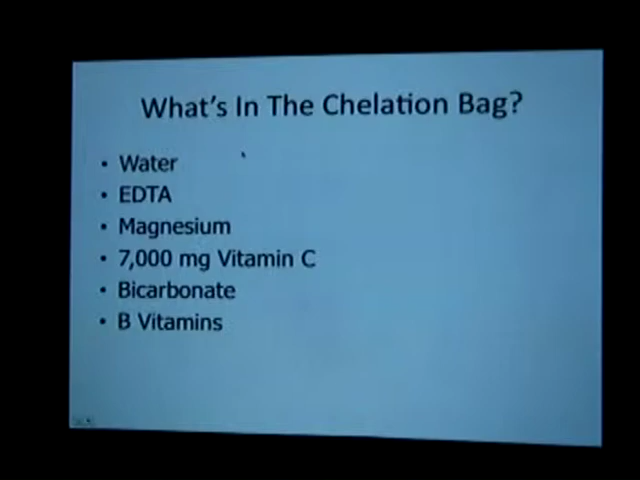 What's In The Chelation Bag?
• Water
• EDTA
• Magnesium
• 7,000 mg Vitamin C
• Bicarbonate
• B Vitamins